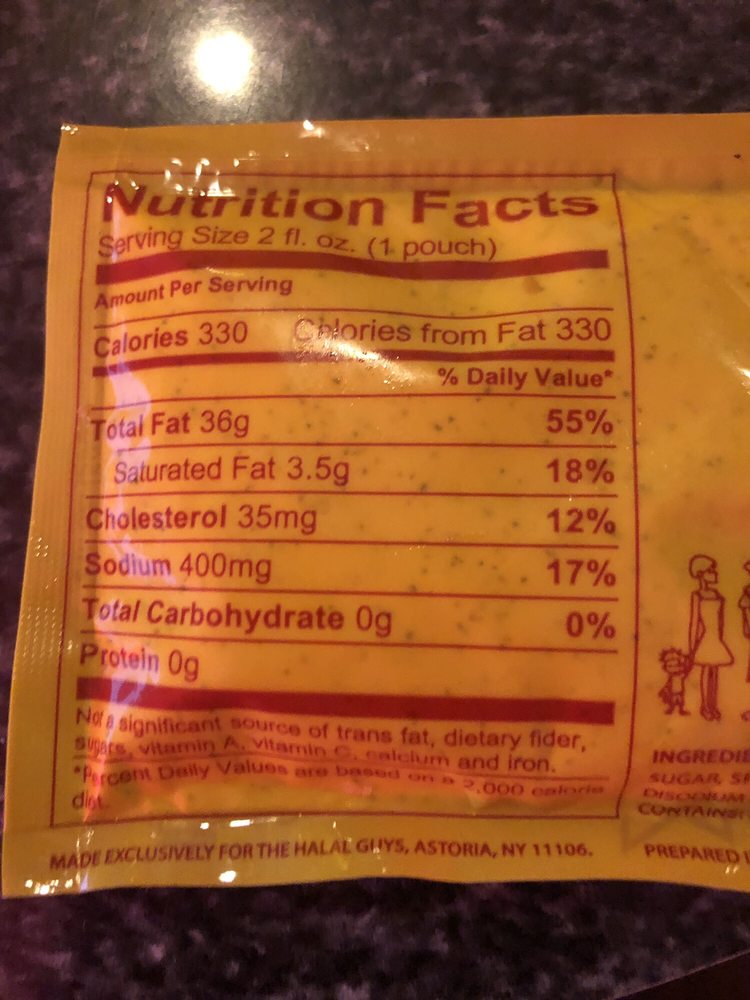 Nutrition Facts
Serving Size 2 fl. oz. (1 pouch)
Amount Per Serving
Calories 330 Calories from Fat 330
% Daily Value*
Total Fat 36g 55%
Saturated Fat 3.5g 18%
Cholesterol 35mg 12%
Sodium 400mg 17%
Total Carbohydrate 0g 0%
Protein 0g
Not a significant source of trans fat, dietary fider,
sugars, vitamin A, vitamin C, calcium and iron.
*Percent Daily Values are based on a 2,000 calorie
diet.
INGREDIE
SUGAR, SP
DISODIUM
CONTAINS
MADE EXCLUSIVELY FOR THE HALAL GUYS, ASTORIA, NY 11106.
PREPARED